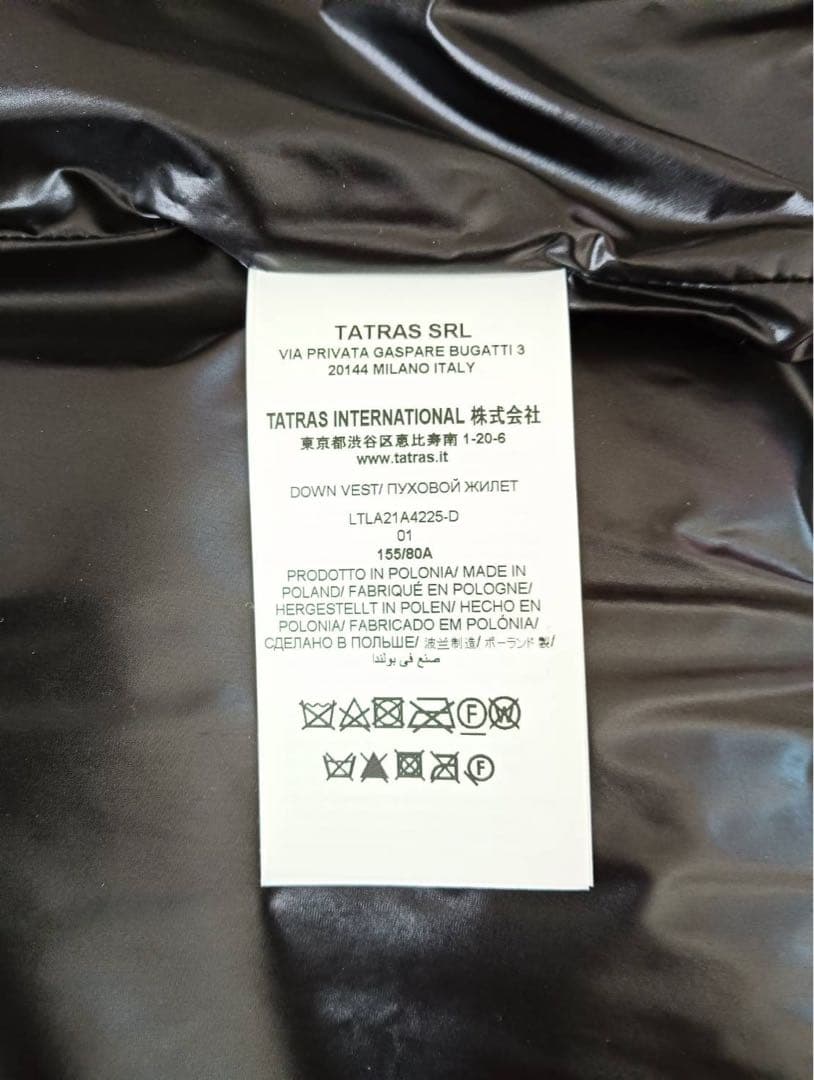 TATRAS SRL
VIA PRIVATA GASPARE BUGATTI 3
20144 MILANO ITALY
TATRAS INTERNATIONAL 株式会社
東京都渋谷区恵比寿南 1-20-6
www.tatras.it
DOWN VEST/ ПУХОВОЙ ЖИЛЕТ
LTLA21A4225-D
01
155/80A
PRODOTTO IN POLONIA/ MADE IN
POLAND/ FABRIQUÉ EN POLOGNE/
HERGESTELLT IN POLEN/ HECHO EN
POLONIA/ FABRICADO EM POLÓNIA/
СДЕЛАНО В ПОЛЬШЕ/ 波兰制造/ ポーランド製/
صنع في بولندا
F W
F